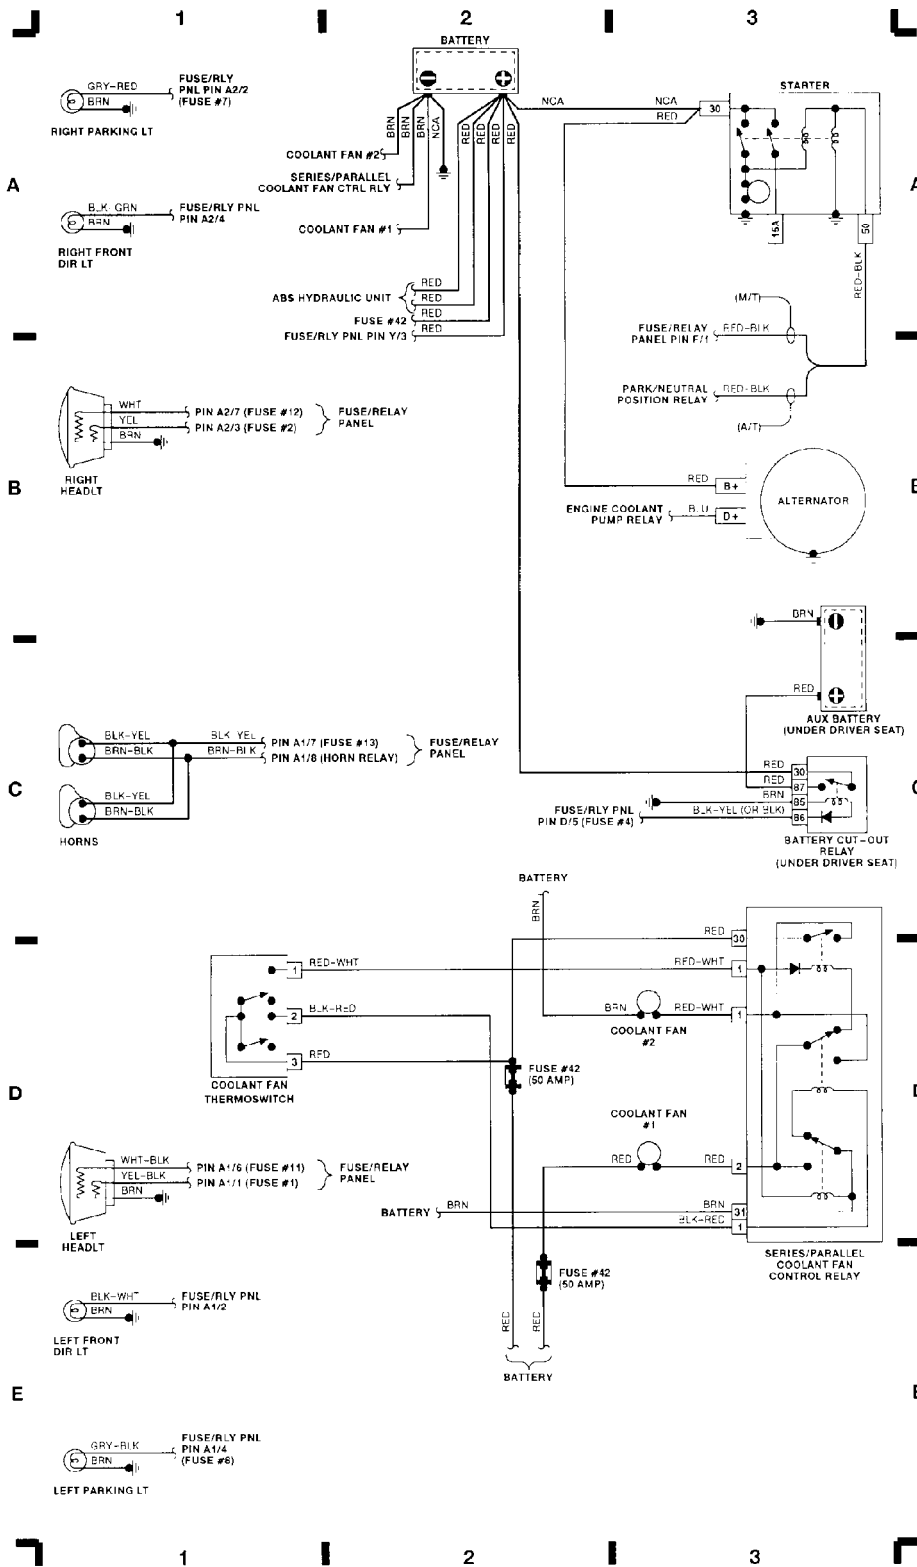 1 2 3
BATTERY
GRY-RED
BRN
FUSE/RLY
PNL PIN A2/2
(FUSE #7)
RIGHT PARKING LT
BRN
BRN
BRN
NCA
RED
RED
RED
RED
NCA
NCA
RED
30
STARTER
COOLANT FAN #2
SERIES/PARALLEL
COOLANT FAN CTRL RLY
COOLANT FAN #1
A
A
BLK-GRN
BRN
FUSE/RLY PNL
PIN A2/4
RIGHT FRONT
DIR LT
15A
50
RED-BLK
RED
ABS HYDRAULIC UNIT
RED
FUSE #42
RED
FUSE/RLY PNL PIN Y/3
RED
(M/T)
FUSE/RELAY
PANEL PIN F/1
RED-BLK
PARK/NEUTRAL
POSITION RELAY
RED-BLK
(A/T)
WHT
YEL
BRN
PIN A2/7 (FUSE #12)
PIN A2/3 (FUSE #2)
FUSE/RELAY
PANEL
RIGHT
HEADLT
B
RED
B+
ENGINE COOLANT
PUMP RELAY
BLU
D+
ALTERNATOR
BRN
RED
AUX BATTERY
(UNDER DRIVER SEAT)
BLK-YEL
BRN-BLK
BLK-YEL
BRN-BLK
PIN A1/7 (FUSE #13)
PIN A1/8 (HORN RELAY)
FUSE/RELAY
PANEL
BLK-YEL
BRN-BLK
HORNS
C
RED
30
RED
87
BRN
85
BLK-YEL (OR BLK)
86
FUSE/RLY PNL
PIN D/5 (FUSE #4)
BATTERY CUT-OUT
RELAY
(UNDER DRIVER SEAT)
BATTERY
BRN
RED
30
1
RED-WHT
RED-WHT
1
2
BLK-RED
BRN
RED-WHT
1
COOLANT FAN
#2
3
RED
COOLANT FAN
THERMOSWITCH
FUSE #42
(50 AMP)
D
COOLANT FAN
#1
RED
RED
2
WHT-BLK
YEL-BLK
BRN
PIN A1/6 (FUSE #11)
PIN A1/1 (FUSE #1)
FUSE/RELAY
PANEL
LEFT
HEADLT
BATTERY
BRN
BRN
31
BLK-RED
1
SERIES/PARALLEL
COOLANT FAN
CONTROL RELAY
FUSE #42
(50 AMP)
BLK-WHT
BRN
FUSE/RLY PNL
PIN A1/2
LEFT FRONT
DIR LT
RED
RED
BATTERY
E
GRY-BLK
BRN
FUSE/RLY PNL
PIN A1/4
(FUSE #6)
LEFT PARKING LT
1 2 3